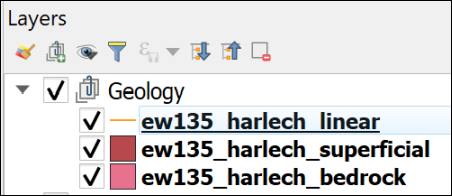 Layers
Geology
ew135_harlech_linear
ew135_harlech_superficial
ew135_harlech_bedrock